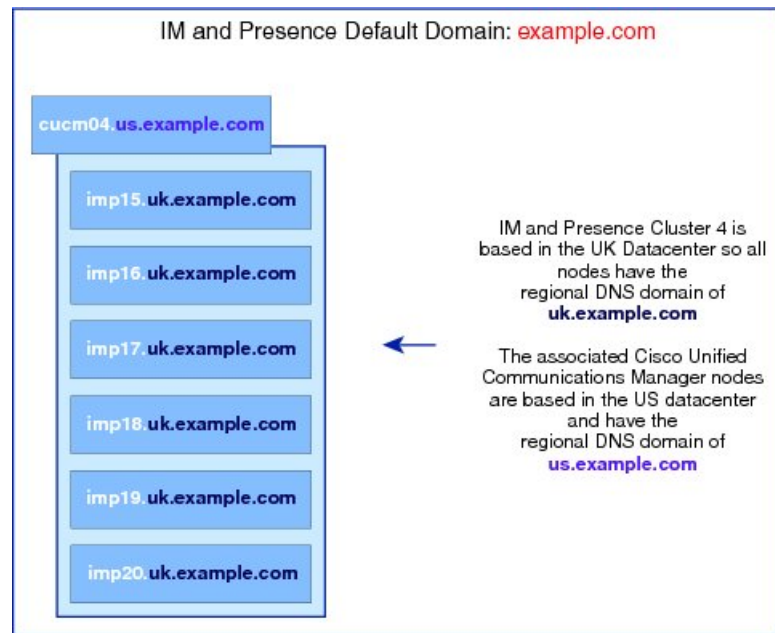 IM and Presence Default Domain: example.com
cucm04.us.example.com
imp15.uk.example.com
imp16.uk.example.com
imp17.uk.example.com
imp18.uk.example.com
imp19.uk.example.com
imp20.uk.example.com
IM and Presence Cluster 4 is
based in the UK Datacenter so all
nodes have the
regional DNS domain of
uk.example.com
The associated Cisco Unified
Communications Manager nodes
are based in the US datacenter
and have the
regional DNS domain of
us.example.com